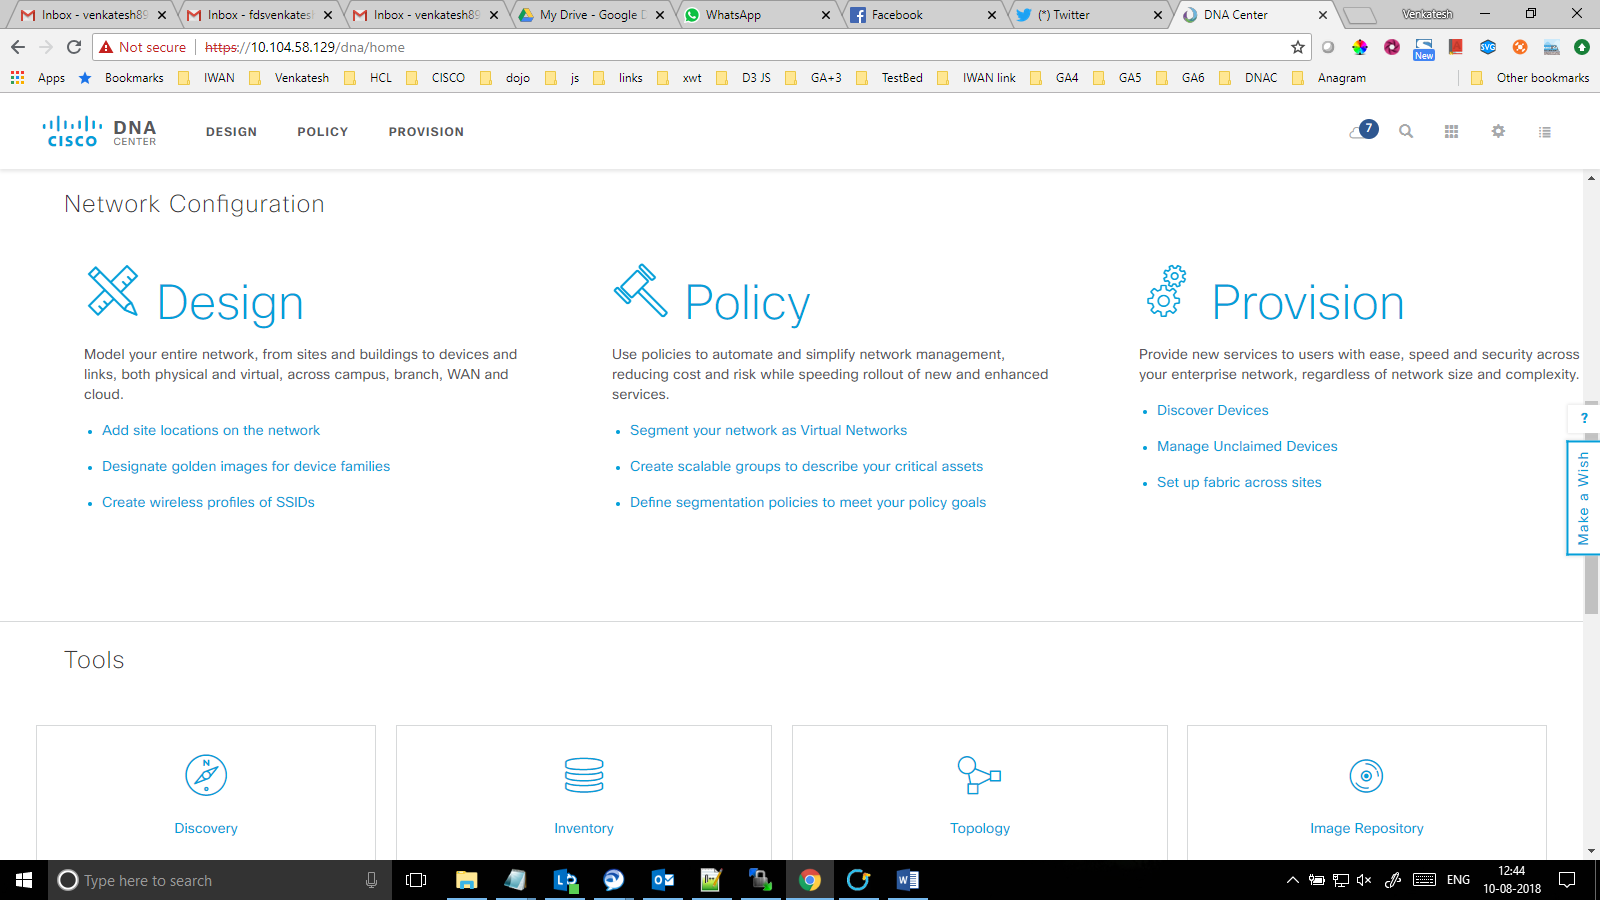 Inbox - venkatesh89
Inbox - fdsvenkatesh
Inbox - venkatesh89
My Drive - Google D
WhatsApp
Facebook
(*) Twitter
DNA Center
Venkatesh
Not secure
https://10.104.58.129/dna/home
New
SVG
Apps
Bookmarks
IWAN
Venkatesh
HCL
CISCO
dojo
js
links
xwt
D3 JS
GA+3
TestBed
IWAN link
GA4
GA5
GA6
DNAC
Anagram
Other bookmarks
CISCO
DNA
CENTER
DESIGN
POLICY
PROVISION
7
Network Configuration
Design
Model your entire network, from sites and buildings to devices and
links, both physical and virtual, across campus, branch, WAN and
cloud.
Add site locations on the network
Designate golden images for device families
Create wireless profiles of SSIDs
Policy
Use policies to automate and simplify network management,
reducing cost and risk while speeding rollout of new and enhanced
services.
Segment your network as Virtual Networks
Create scalable groups to describe your critical assets
Define segmentation policies to meet your policy goals
Provision
Provide new services to users with ease, speed and security across
your enterprise network, regardless of network size and complexity.
Discover Devices
Manage Unclaimed Devices
Set up fabric across sites
?
Make a Wish
Tools
N
Discovery
Inventory
Topology
Image Repository
Type here to search
ENG
12:44
10-08-2018